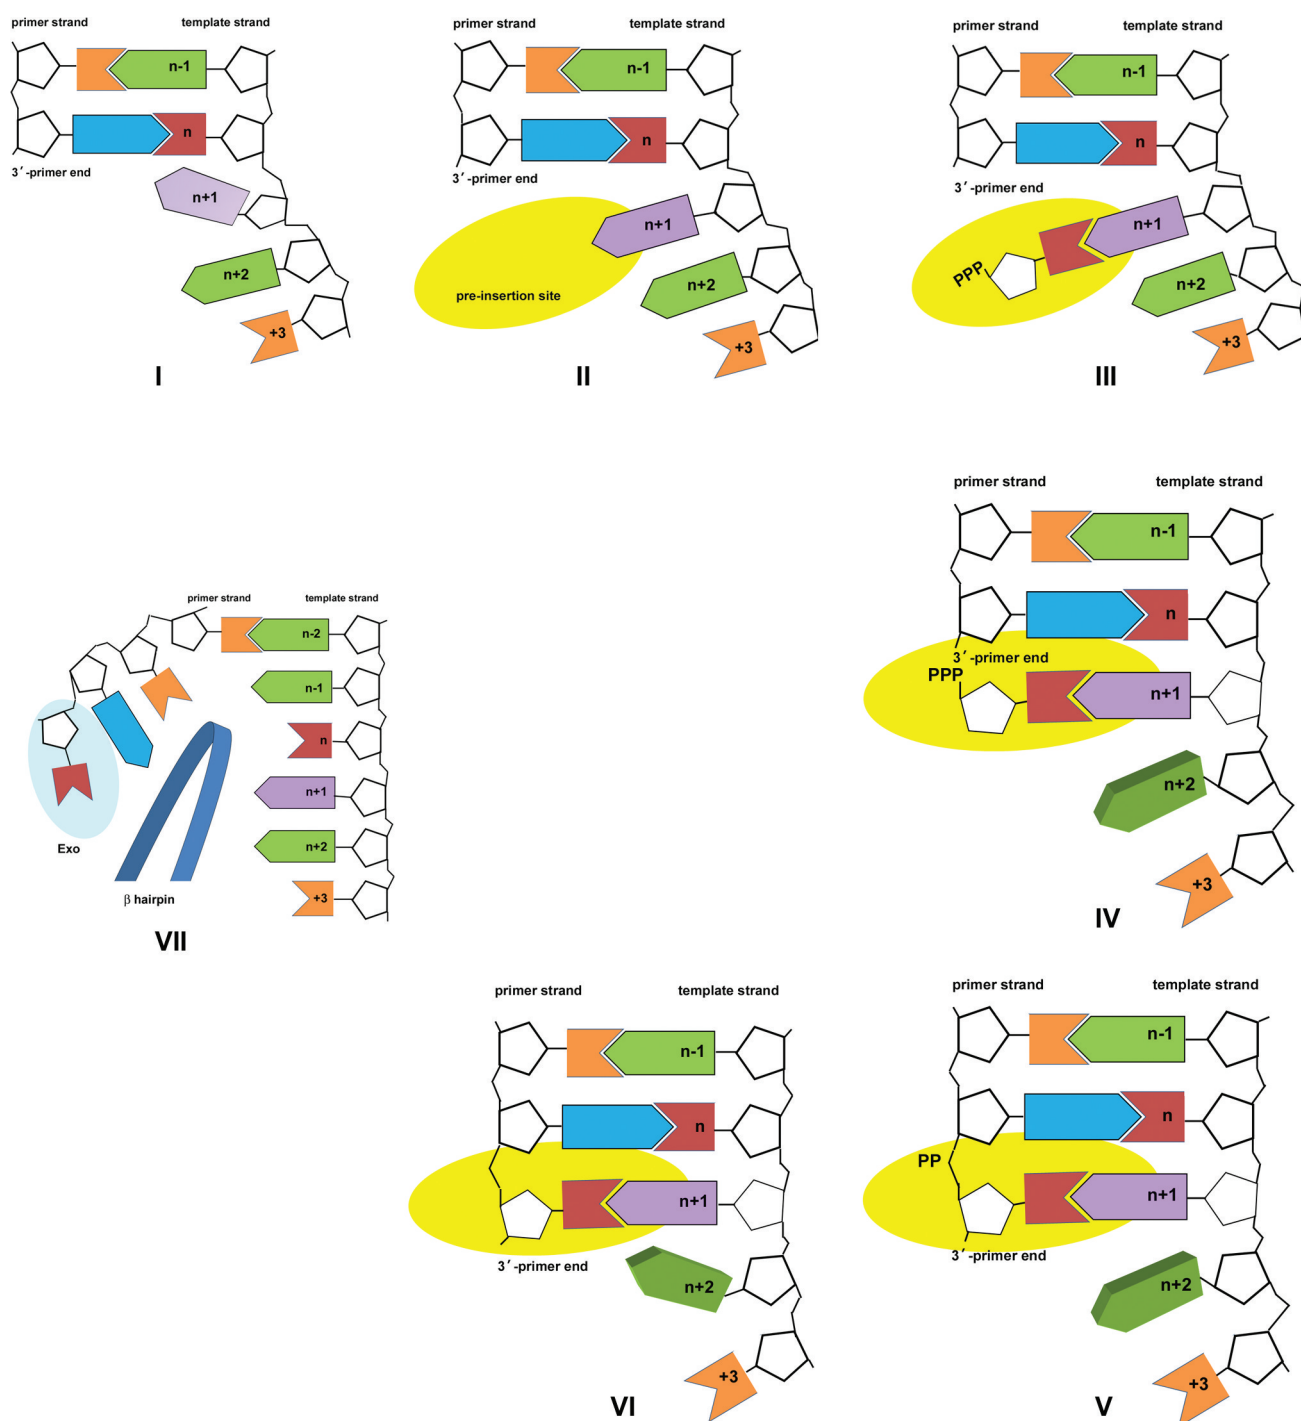 primer strand template strand
n-1
n
3′-primer end
n+1
n+2
+3
I
primer strand template strand
n-1
n
3′-primer end
n+1
pre-insertion site
n+2
+3
II
primer strand template strand
n-1
n
3′-primer end
n+1
PPP
n+2
+3
III
primer strand template strand
n-1
n
3′-primer end
PPP
n+1
n+2
+3
IV
primer strand template strand
n-2
n-1
n
n+1
n+2
Exo
β hairpin
+3
VII
primer strand template strand
n-1
n
n+1
3′-primer end
n+2
+3
VI
primer strand template strand
n-1
n
PP
n+1
3′-primer end
n+2
+3
V